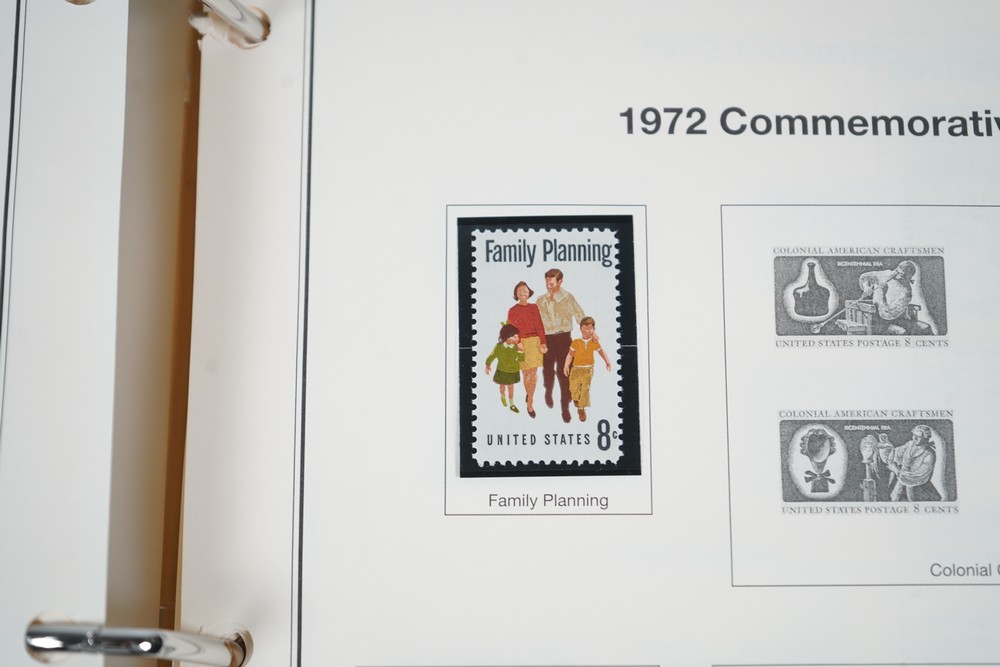 1972 Commemorativ
Family Planning
UNITED STATES 8c
Family Planning
COLONIAL AMERICAN CRAFTSMEN
BICENTENNIAL ERA
UNITED STATES POSTAGE 8 CENTS
COLONIAL AMERICAN CRAFTSMEN
BICENTENNIAL ERA
UNITED STATES POSTAGE 8 CENTS
Colonial